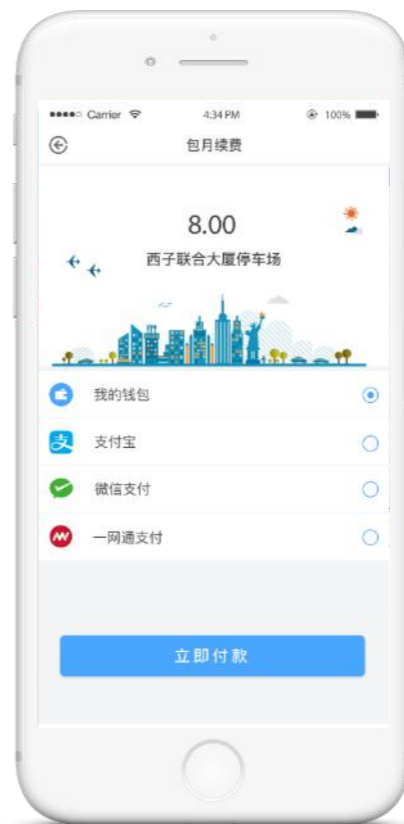 Carrier
4:34 PM
100%
包月续费
8.00
西子联合大厦停车场
我的钱包
支付宝
微信支付
一网通支付
立即付款